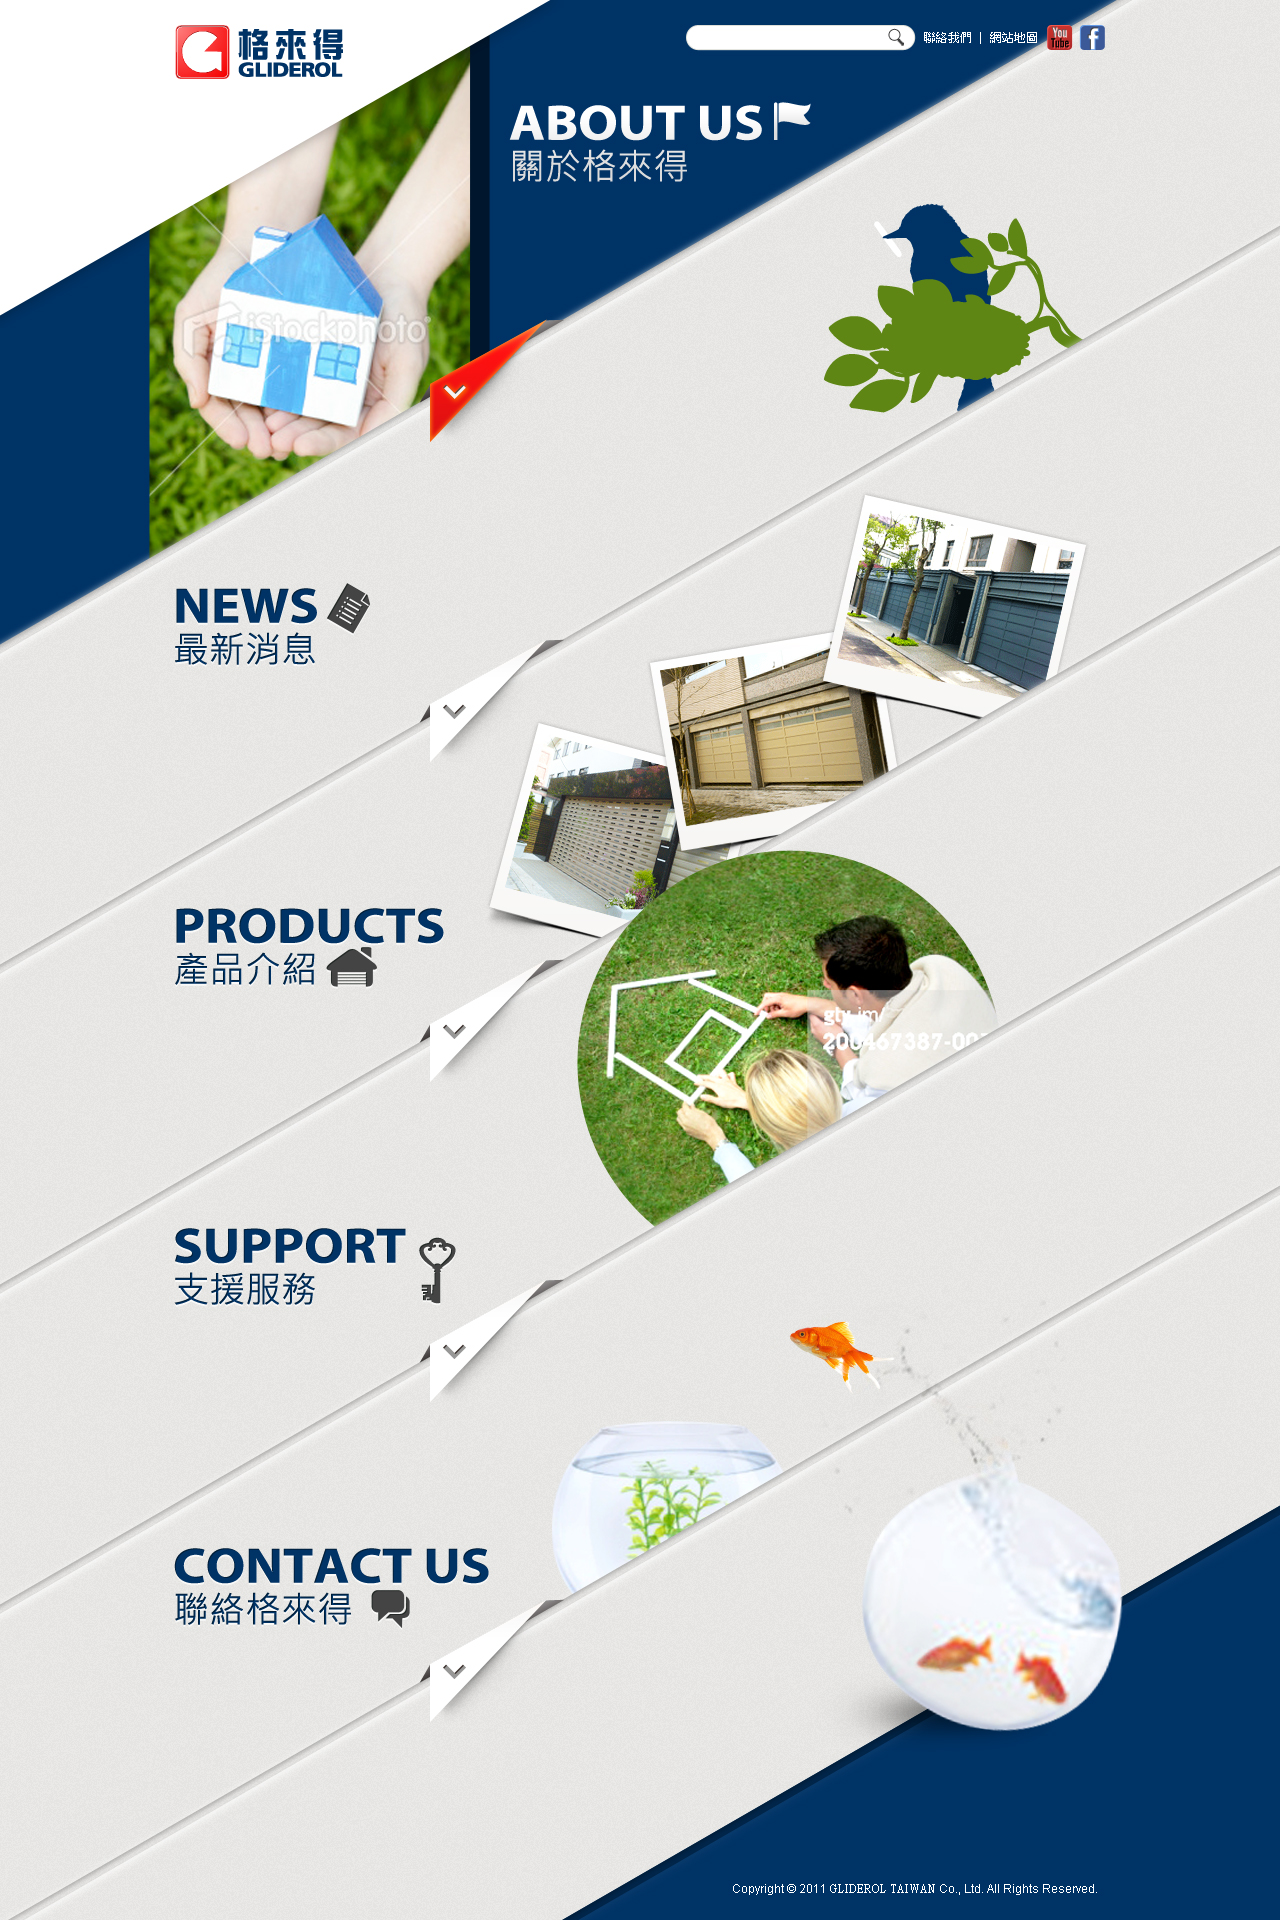 格來得
GLIDEROL
聯絡我們 | 網站地圖
You
Tube
f
ABOUT US
關於格來得
iStockphoto
NEWS
最新消息
PRODUCTS
產品介紹
200467387-00
SUPPORT
支援服務
CONTACT US
聯絡格來得
Copyright © 2011 GLIDEROL TAIWAN Co., Ltd. All Rights Reserved.